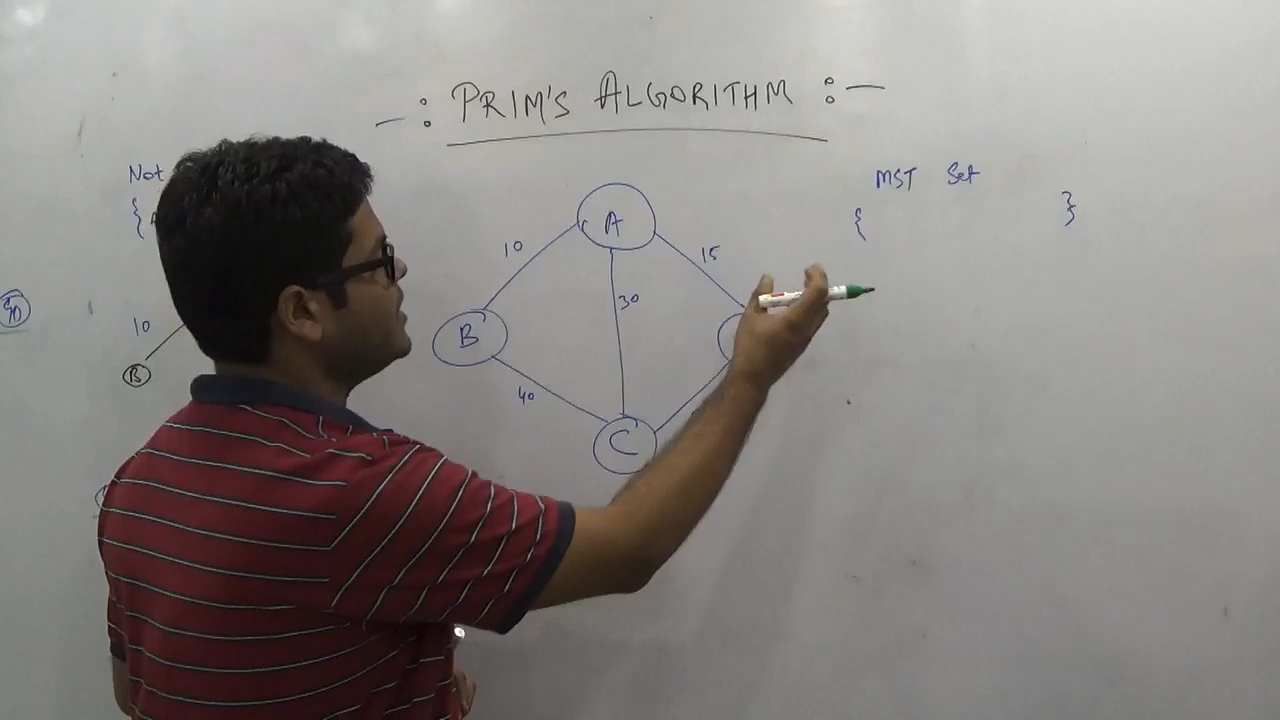 -: PRIM'S ALGORITHM :-
Not
MST Set
{
{ }
A
10
15
30
10
B
B
40
C